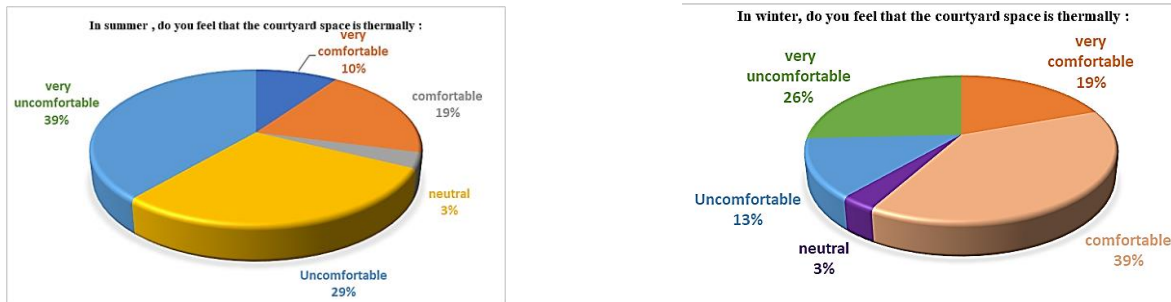 In summer , do you feel that the courtyard space is thermally :
very
comfortable
10%
comfortable
19%
neutral
3%
Uncomfortable
29%
very
uncomfortable
39%
In winter, do you feel that the courtyard space is thermally :
very
comfortable
19%
comfortable
39%
neutral
3%
Uncomfortable
13%
very
uncomfortable
26%